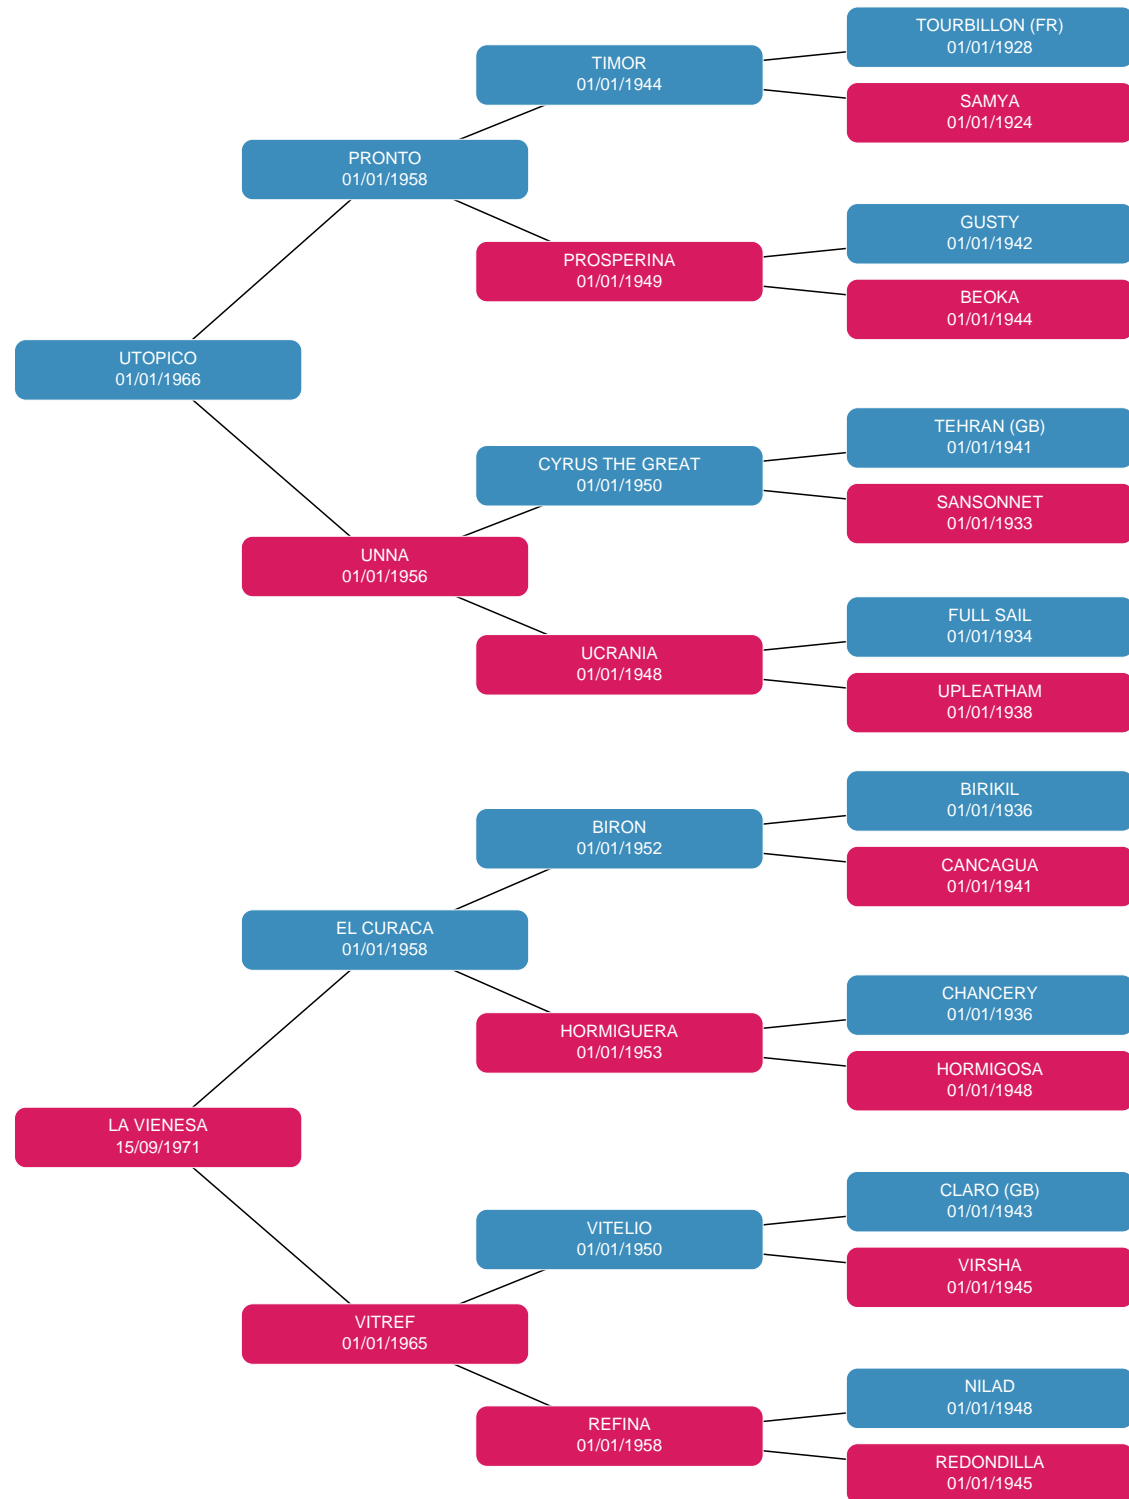 TOURBILLON (FR)
01/01/1928
TIMOR
01/01/1944
SAMYA
01/01/1924
PRONTO
01/01/1958
GUSTY
01/01/1942
PROSPERINA
01/01/1949
BEOKA
01/01/1944
UTOPICO
01/01/1966
TEHRAN (GB)
01/01/1941
CYRUS THE GREAT
01/01/1950
SANSONNET
01/01/1933
UNNA
01/01/1956
FULL SAIL
01/01/1934
UCRANIA
01/01/1948
UPLEATHAM
01/01/1938
BIRIKIL
01/01/1936
BIRON
01/01/1952
CANCAGUA
01/01/1941
EL CURACA
01/01/1958
CHANCERY
01/01/1936
HORMIGUERA
01/01/1953
HORMIGOSA
01/01/1948
LA VIENESA
15/09/1971
CLARO (GB)
01/01/1943
VITELIO
01/01/1950
VIRSHA
01/01/1945
VITREF
01/01/1965
NILAD
01/01/1948
REFINA
01/01/1958
REDONDILLA
01/01/1945